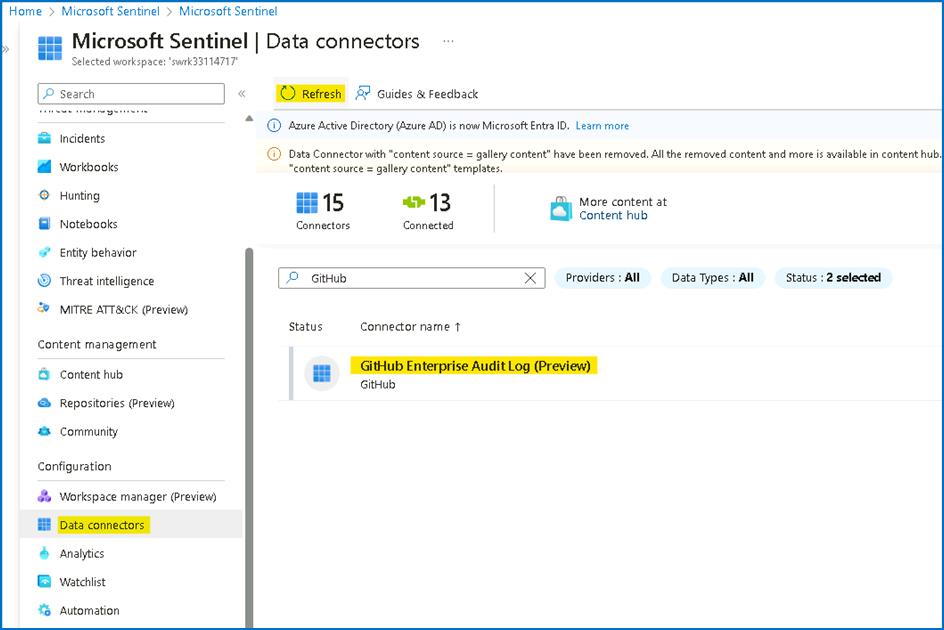 Home > Microsoft Sentinel > Microsoft Sentinel
Microsoft Sentinel | Data connectors ...
Selected workspace: 'swrk33114717'
Search
«
»
Threat management
Incidents
Workbooks
Hunting
Notebooks
Entity behavior
Threat intelligence
MITRE ATT&CK (Preview)
Content management
Content hub
Repositories (Preview)
Community
Configuration
Workspace manager (Preview)
Data connectors
Analytics
Watchlist
Automation
Refresh Guides & Feedback
Azure Active Directory (Azure AD) is now Microsoft Entra ID. Learn more
Data Connector with "content source = gallery content" have been removed. All the removed content and more is available in content hub.
"content source = gallery content" templates.
15 13
Connectors Connected
More content at
Content hub
GitHub
Providers : All Data Types : All Status : 2 selected
Status Connector name ↑
GitHub Enterprise Audit Log (Preview)
GitHub